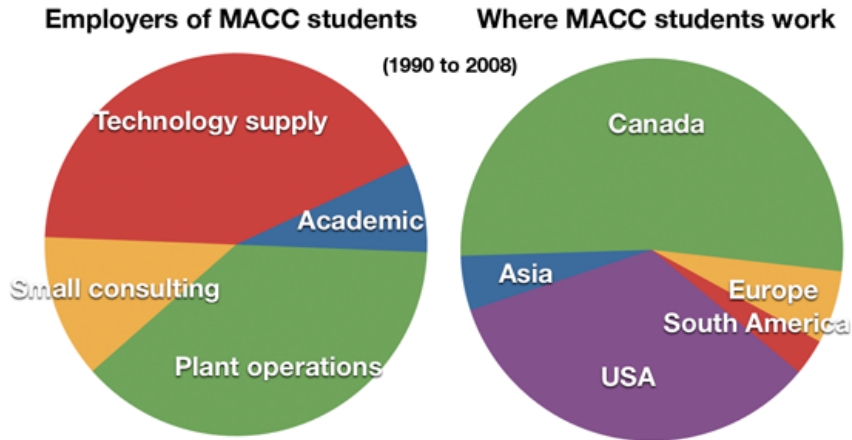 Employers of MACC students
Where MACC students work
(1990 to 2008)
Technology supply
Academic
Small consulting
Plant operations
Canada
Asia
Europe
South America
USA